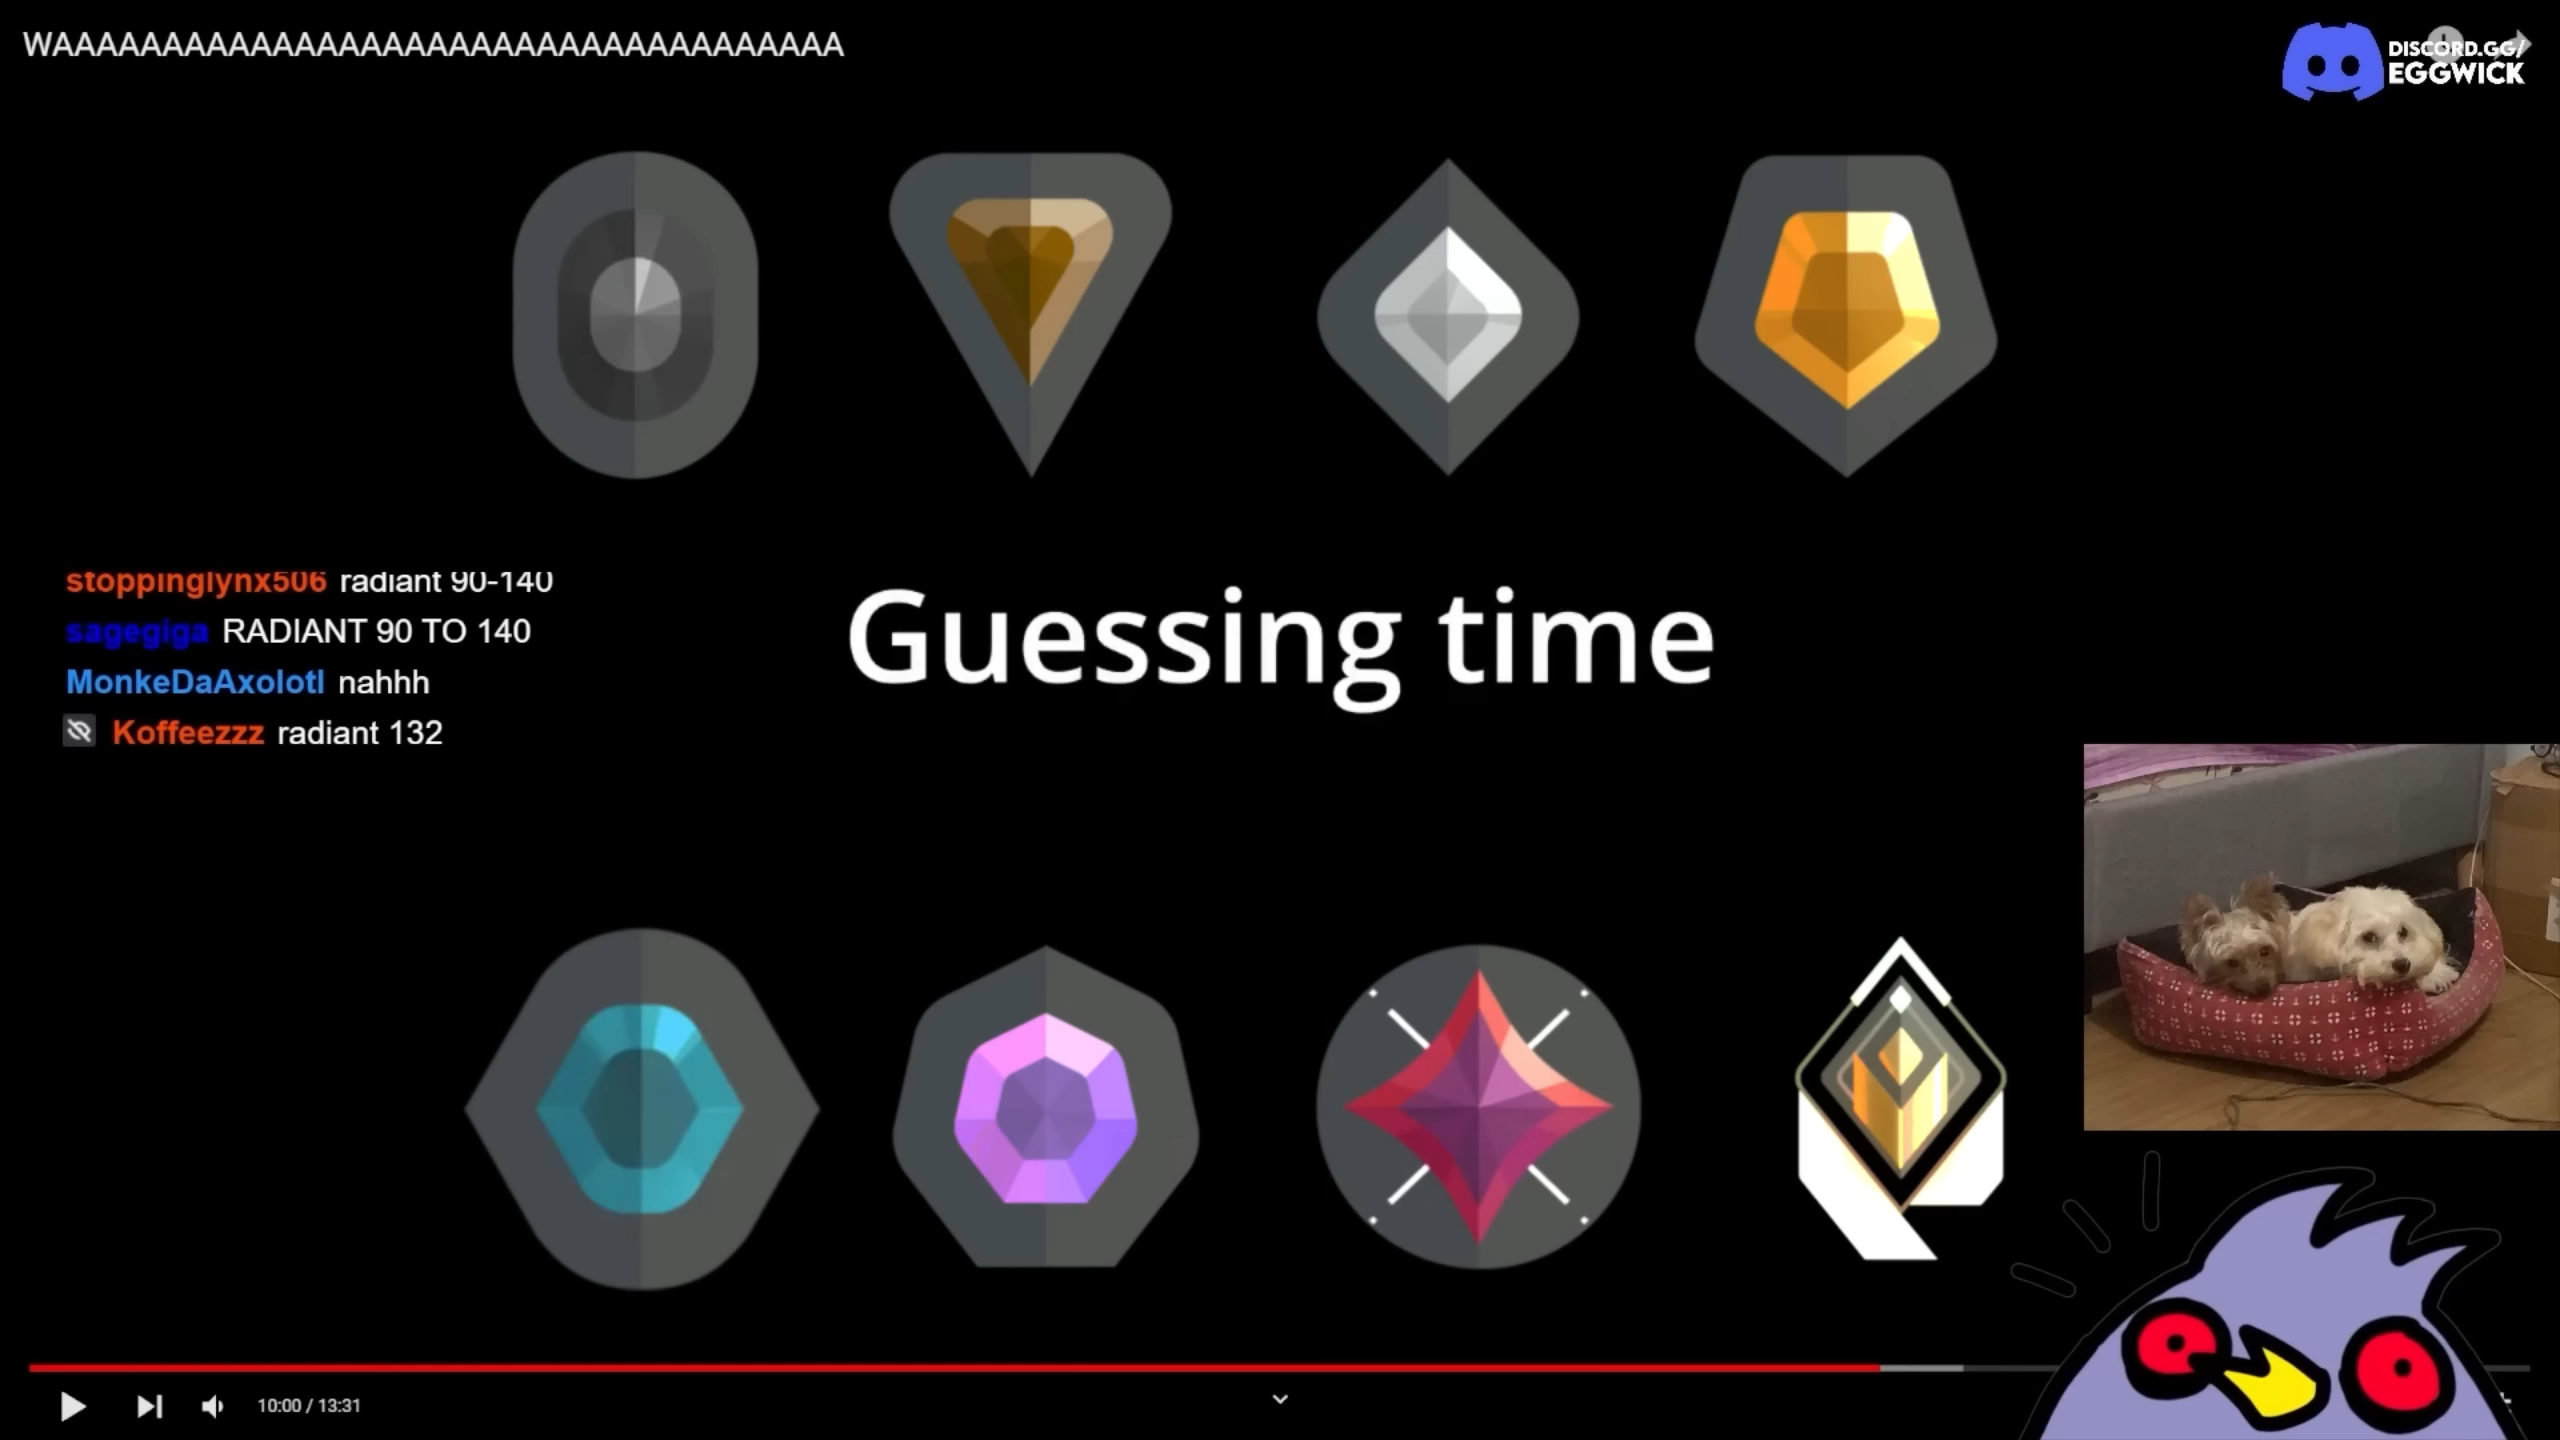 WAAAAAAAAAAAAAAAAAAAAAAAAAAAAAAAAAAA
DISCORD.GG/
EGGWICK
stoppinglynx506 radiant 90-140
sagegiga RADIANT 90 TO 140
MonkeDaAxolotl nahhh
Koffeezzz radiant 132
Guessing time
10:00 / 13:31